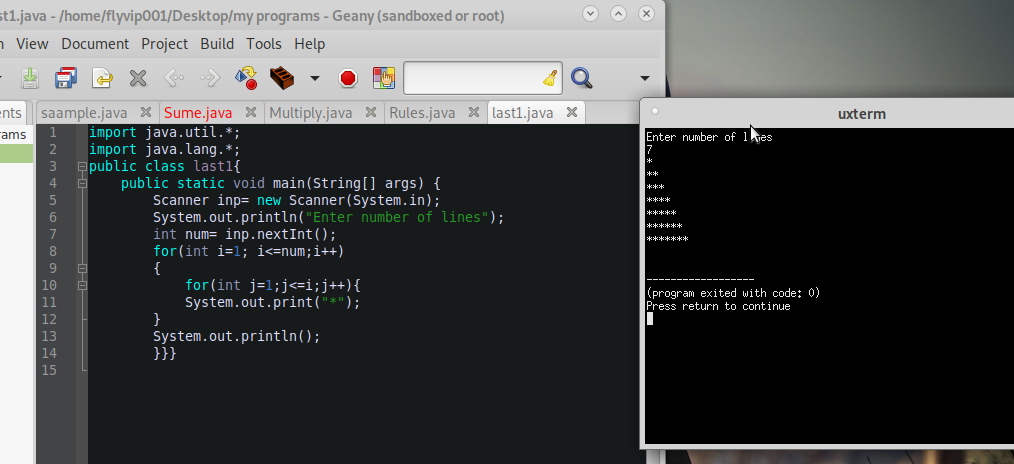 st1.java - /home/flyvip001/Desktop/my programs - Geany (sandboxed or root)
View Document Project Build Tools Help
ents saample.java Sume.java Multiply.java Rules.java last1.java
rams
1 import java.util.*;
2 import java.lang.*;
3 public class last1{
4 public static void main(String[] args) {
5 Scanner inp= new Scanner(System.in);
6 System.out.println("Enter number of lines");
7 int num= inp.nextInt();
8 for(int i=1; i<=num;i++)
9 {
10 for(int j=1;j<=i;j++){
11 System.out.print("*");
12 }
13 System.out.println();
14 }}}
15
uxterm
Enter number of lines
7
*
**
***
****
*****
******
*******
------------------
(program exited with code: 0)
Press return to continue